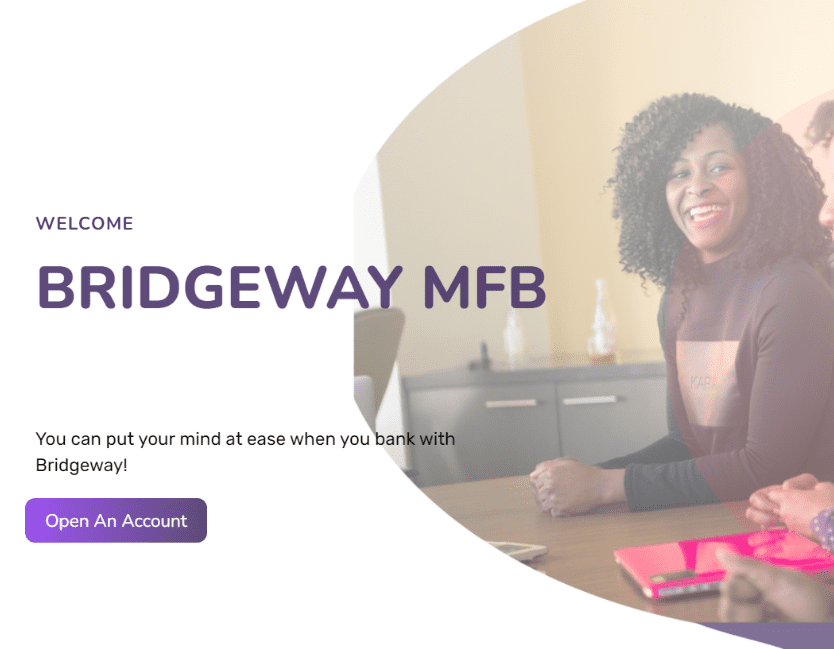 WELCOME
BRIDGEWAY MFB
You can put your mind at ease when you bank with
Bridgeway!
Open An Account